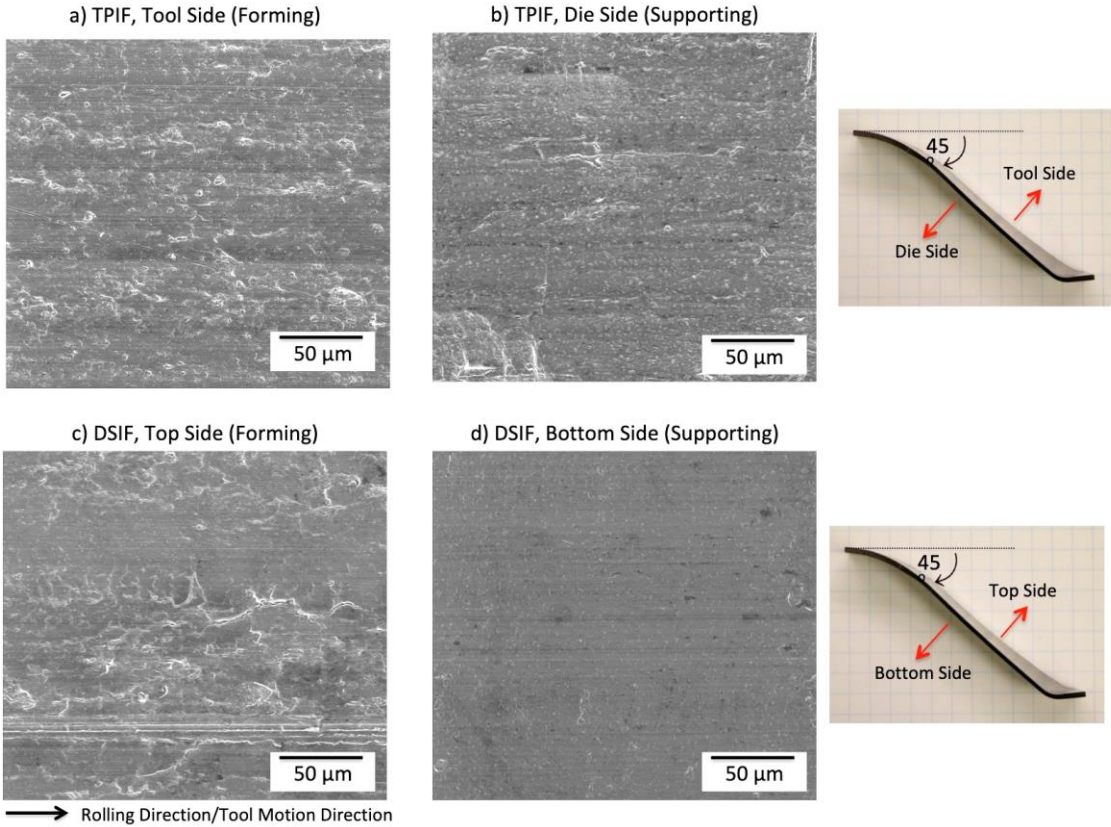 a) TPIF, Tool Side (Forming)
b) TPIF, Die Side (Supporting)
50 µm
50 µm
45
Tool Side
Die Side
c) DSIF, Top Side (Forming)
d) DSIF, Bottom Side (Supporting)
50 µm
50 µm
45
Top Side
Bottom Side
Rolling Direction/Tool Motion Direction